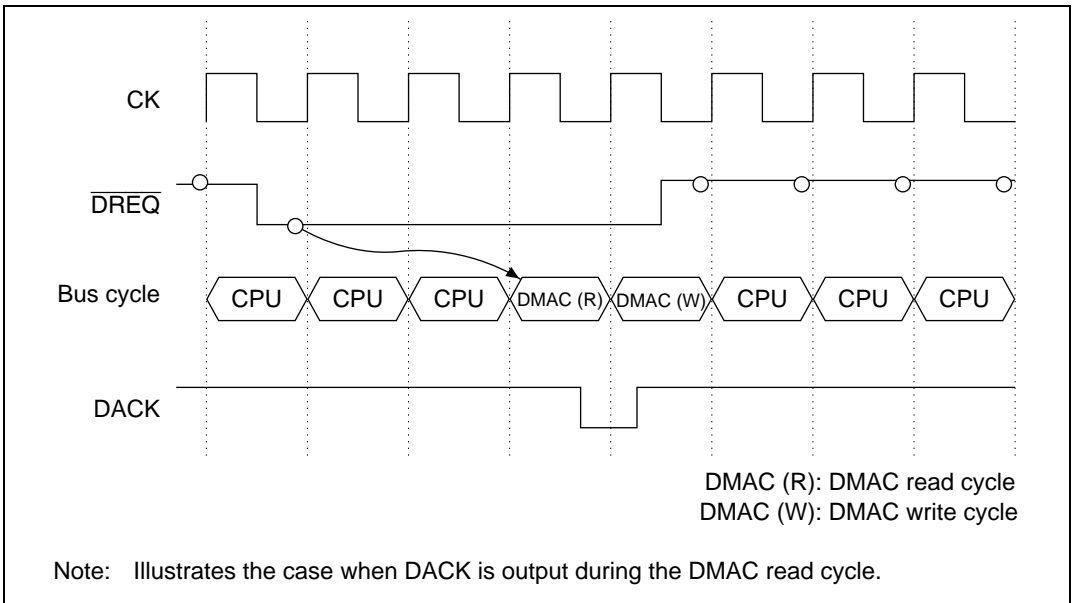 CK
DREQ
Bus cycle CPU CPU CPU DMAC (R) DMAC (W) CPU CPU CPU
DACK
DMAC (R): DMAC read cycle
DMAC (W): DMAC write cycle
Note: Illustrates the case when DACK is output during the DMAC read cycle.